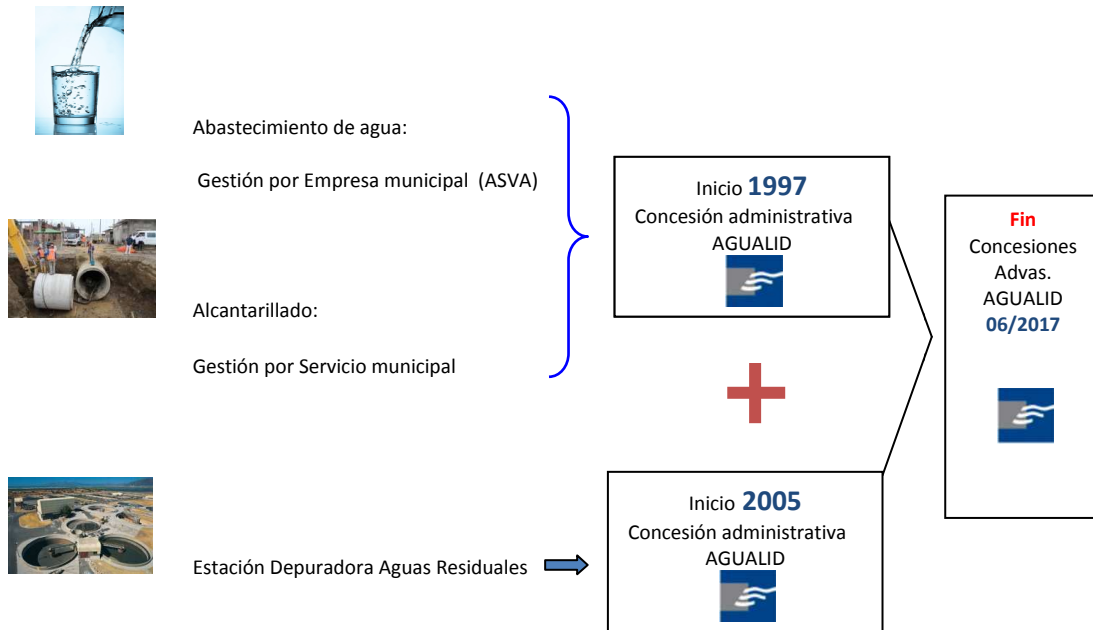 Abastecimiento de agua:
Gestión por Empresa municipal (ASVA)
Alcantarillado:
Gestión por Servicio municipal
Estación Depuradora Aguas Residuales
Inicio 1997
Concesión administrativa
AGUALID
Inicio 2005
Concesión administrativa
AGUALID
Fin
Concesiones
Advas.
AGUALID
06/2017